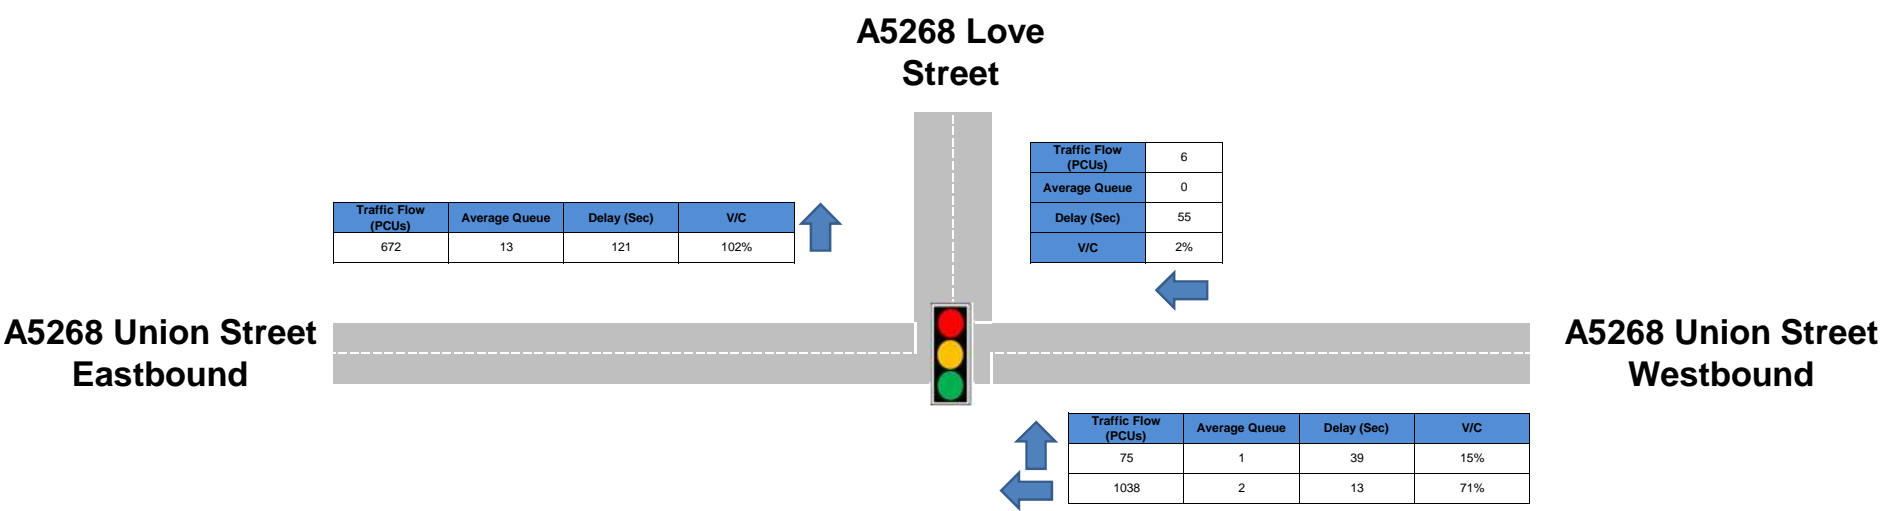 A5268 Love
Street
Traffic Flow
(PCUs) 6
Average Queue 0
Delay (Sec) 55
V/C 2%
Traffic Flow
(PCUs) Average Queue Delay (Sec) V/C
672 13 121 102%
A5268 Union Street
Eastbound
A5268 Union Street
Westbound
Traffic Flow
(PCUs) Average Queue Delay (Sec) V/C
75 1 39 15%
1038 2 13 71%